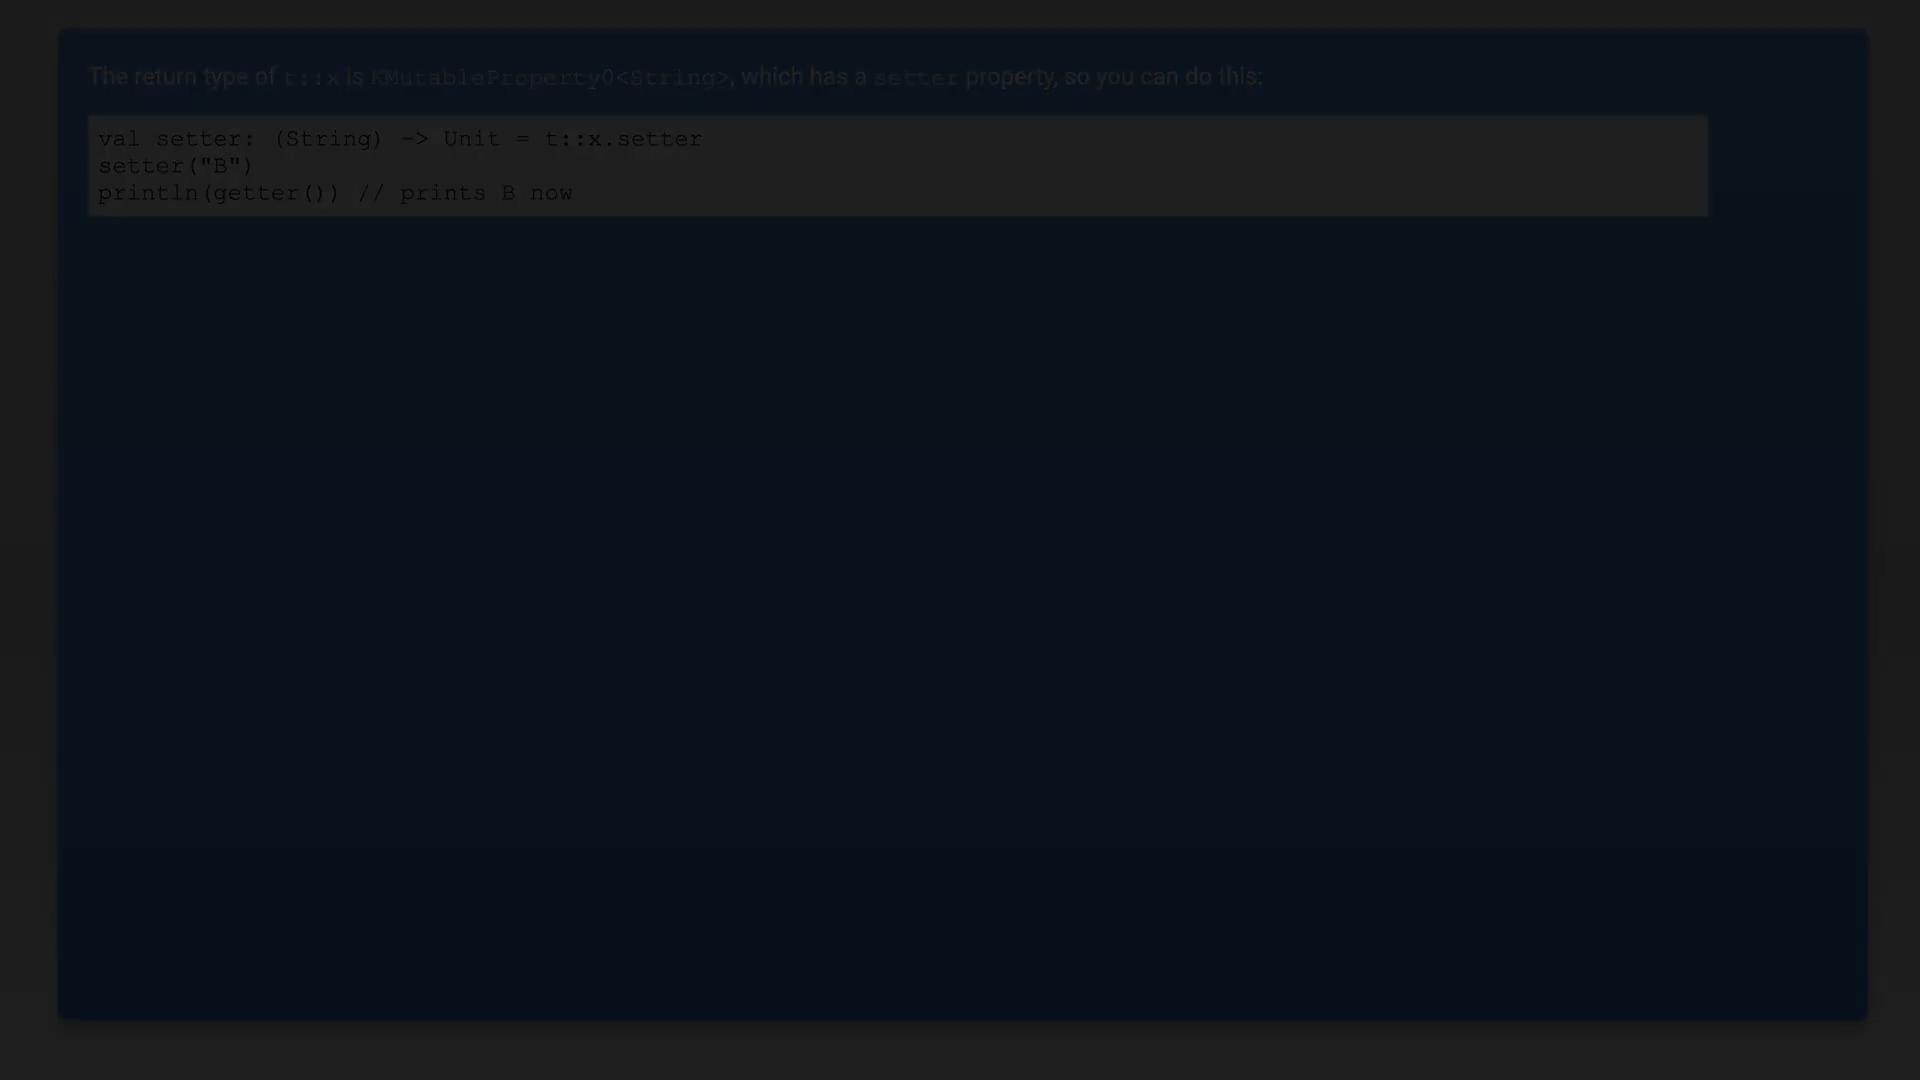 The return type of t::x is KMutableProperty0<String>, which has a setter property, so you can do this:
val setter: (String) -> Unit = t::x.setter
setter("B")
println(getter()) // prints B now